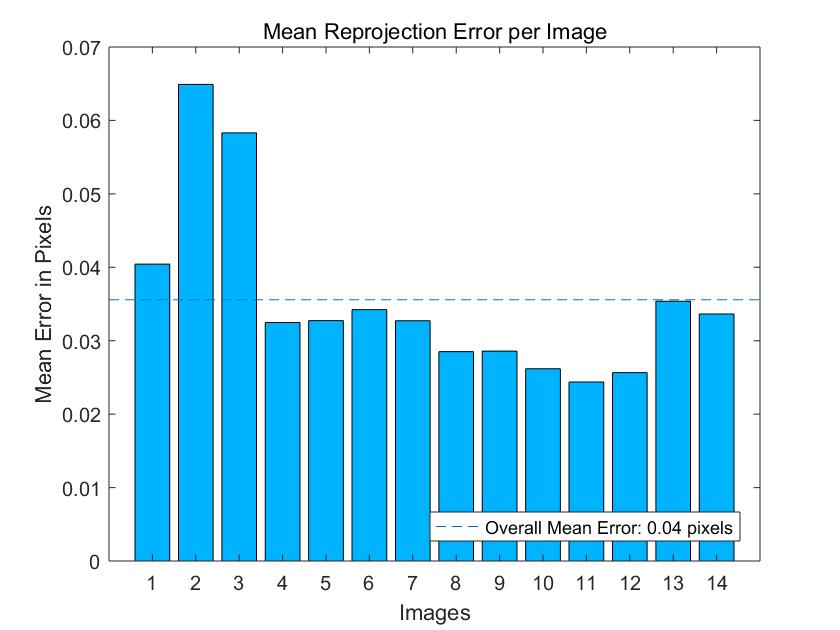 Mean Reprojection Error per Image
0.07
0.06
0.05
0.04
0.03
0.02
0.01
0
Mean Error in Pixels
Overall Mean Error: 0.04 pixels
1 2 3 4 5 6 7 8 9 10 11 12 13 14
Images